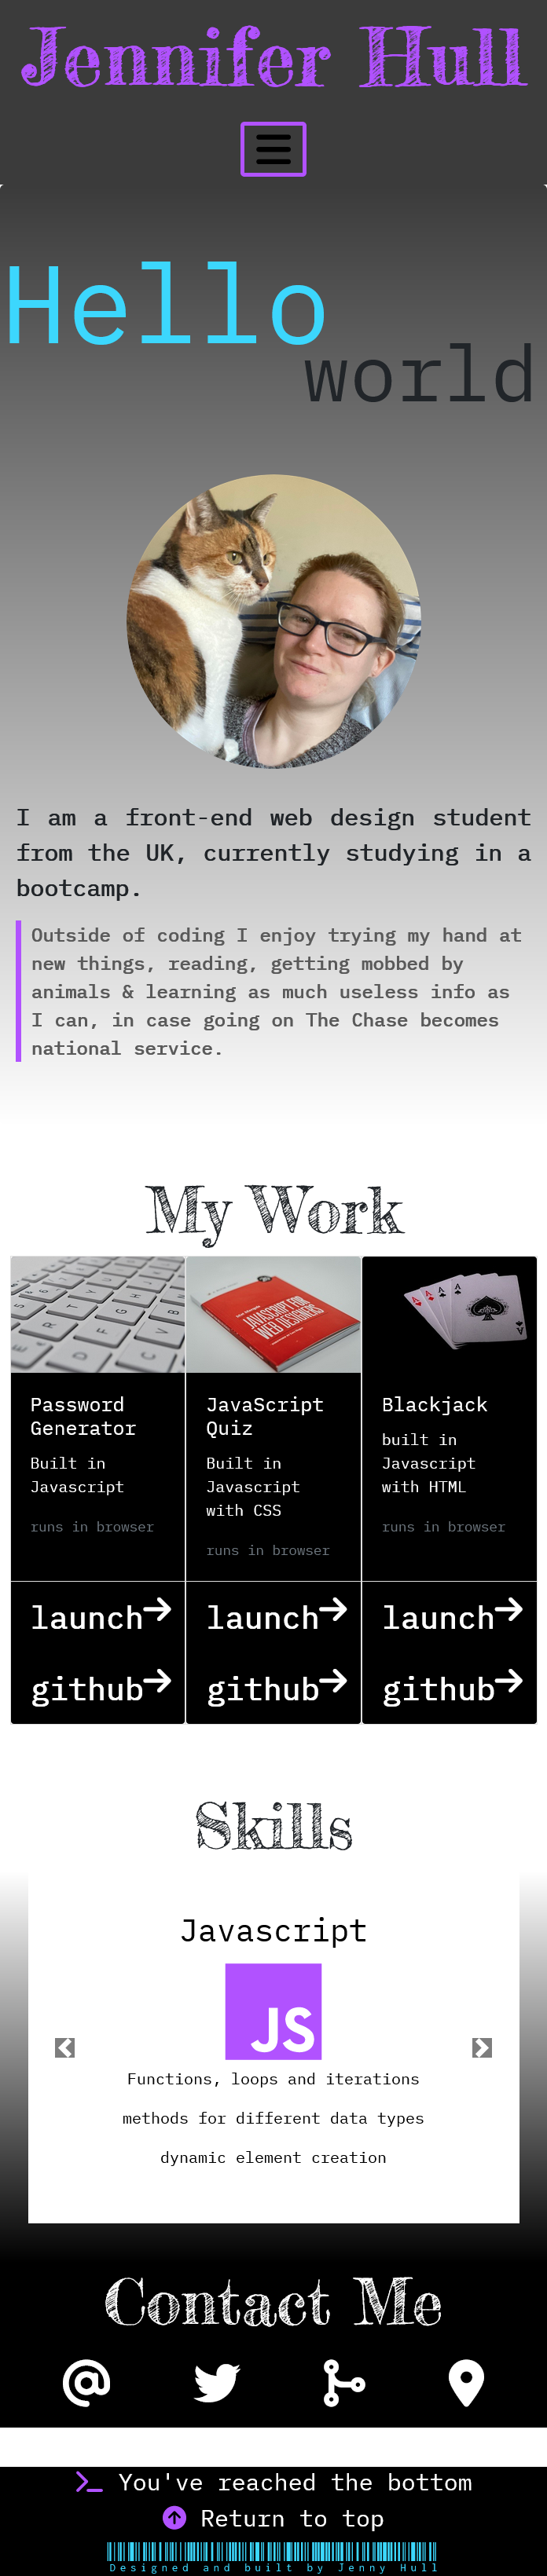 Jennifer Hull
Hello
world
I am a front-end web design student
from the UK, currently studying in a
bootcamp.
Outside of coding I enjoy trying my hand at
new things, reading, getting mobbed by
animals & learning as much useless info as
I can, in case going on The Chase becomes
national service.
My Work
JAVASCRIPT FOR
WEB DESIGNERS
Password
Generator
Built in
Javascript
runs in browser
launch
github
JavaScript
Quiz
Built in
Javascript
with CSS
runs in browser
launch
github
Blackjack
built in
Javascript
with HTML
runs in browser
launch
github
Skills
Javascript
JS
Functions, loops and iterations
methods for different data types
dynamic element creation
Contact Me
You've reached the bottom
Return to top
Designed and built by Jenny Hull